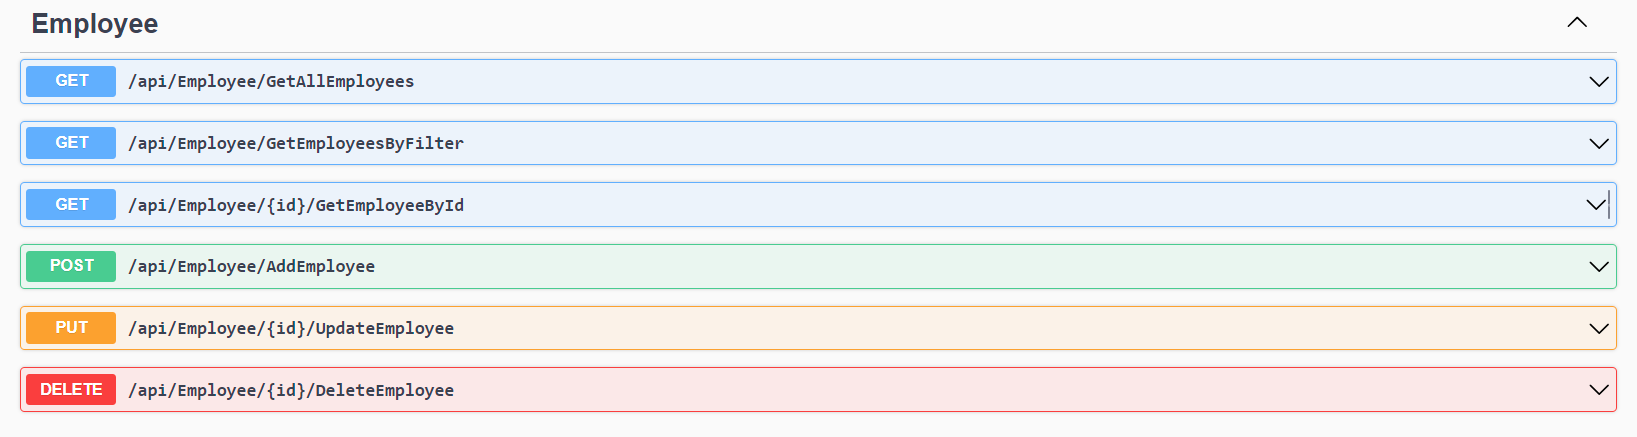 Employee
GET /api/Employee/GetAllEmployees
GET /api/Employee/GetEmployeesByFilter
GET /api/Employee/{id}/GetEmployeeById
POST /api/Employee/AddEmployee
PUT /api/Employee/{id}/UpdateEmployee
DELETE /api/Employee/{id}/DeleteEmployee